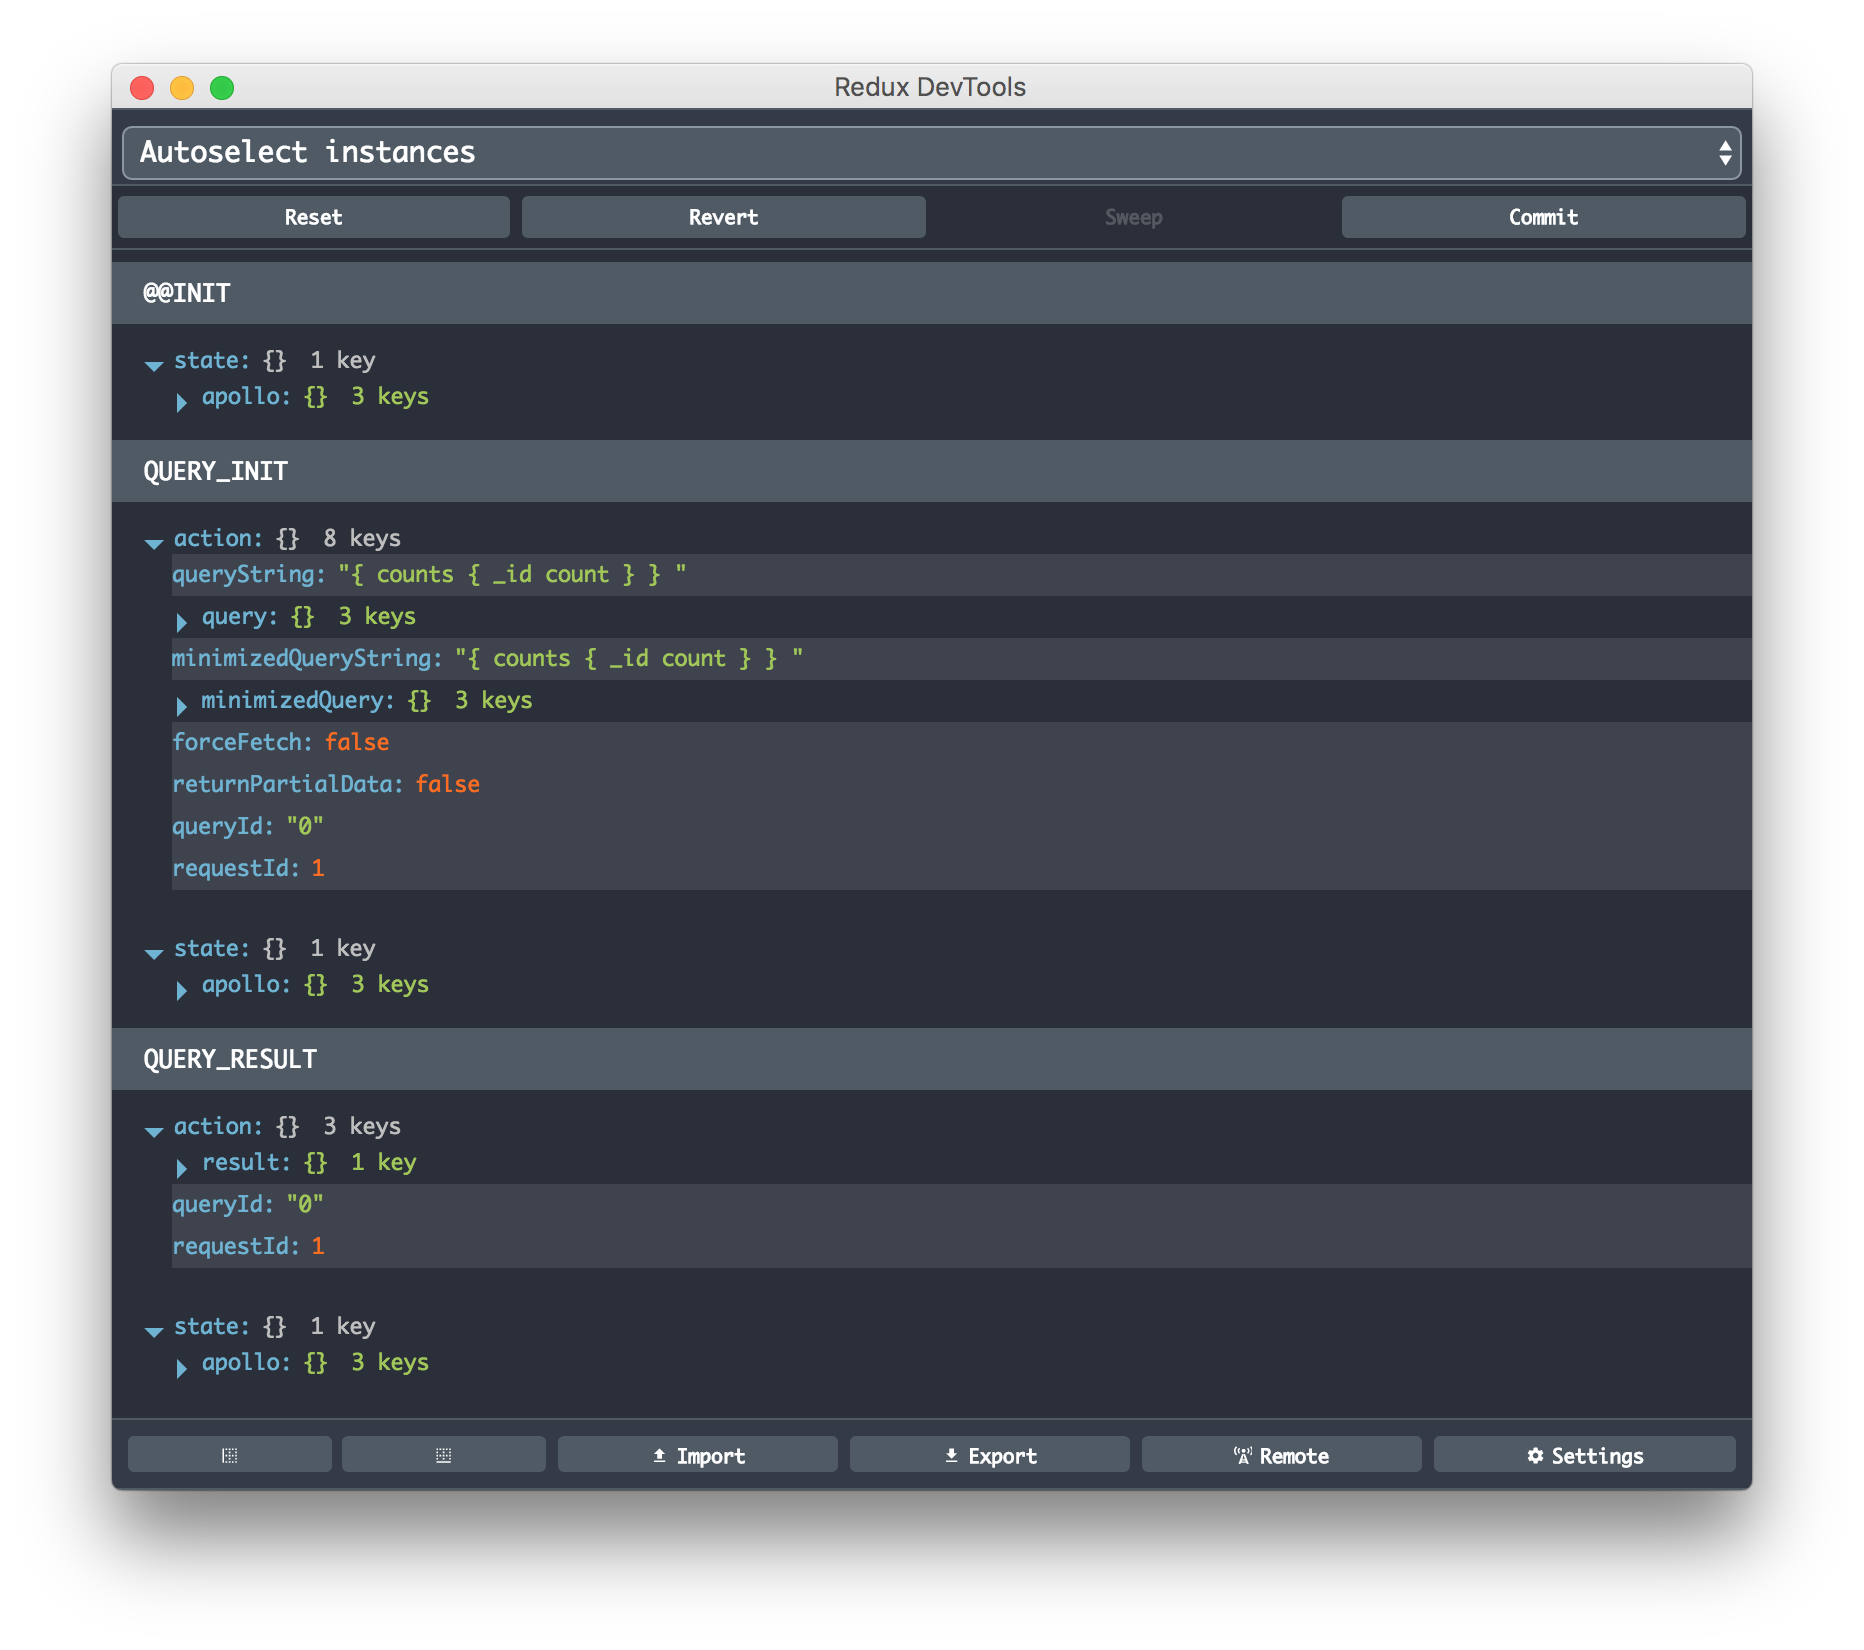 Redux DevTools
Autoselect instances
Reset Revert Sweep Commit
@@INIT
state: {} 1 key
apollo: {} 3 keys
QUERY_INIT
action: {} 8 keys
queryString: "{ counts { _id count } } "
query: {} 3 keys
minimizedQueryString: "{ counts { _id count } } "
minimizedQuery: {} 3 keys
forceFetch: false
returnPartialData: false
queryId: "0"
requestId: 1
state: {} 1 key
apollo: {} 3 keys
QUERY_RESULT
action: {} 3 keys
result: {} 1 key
queryId: "0"
requestId: 1
state: {} 1 key
apollo: {} 3 keys
Import Export Remote Settings